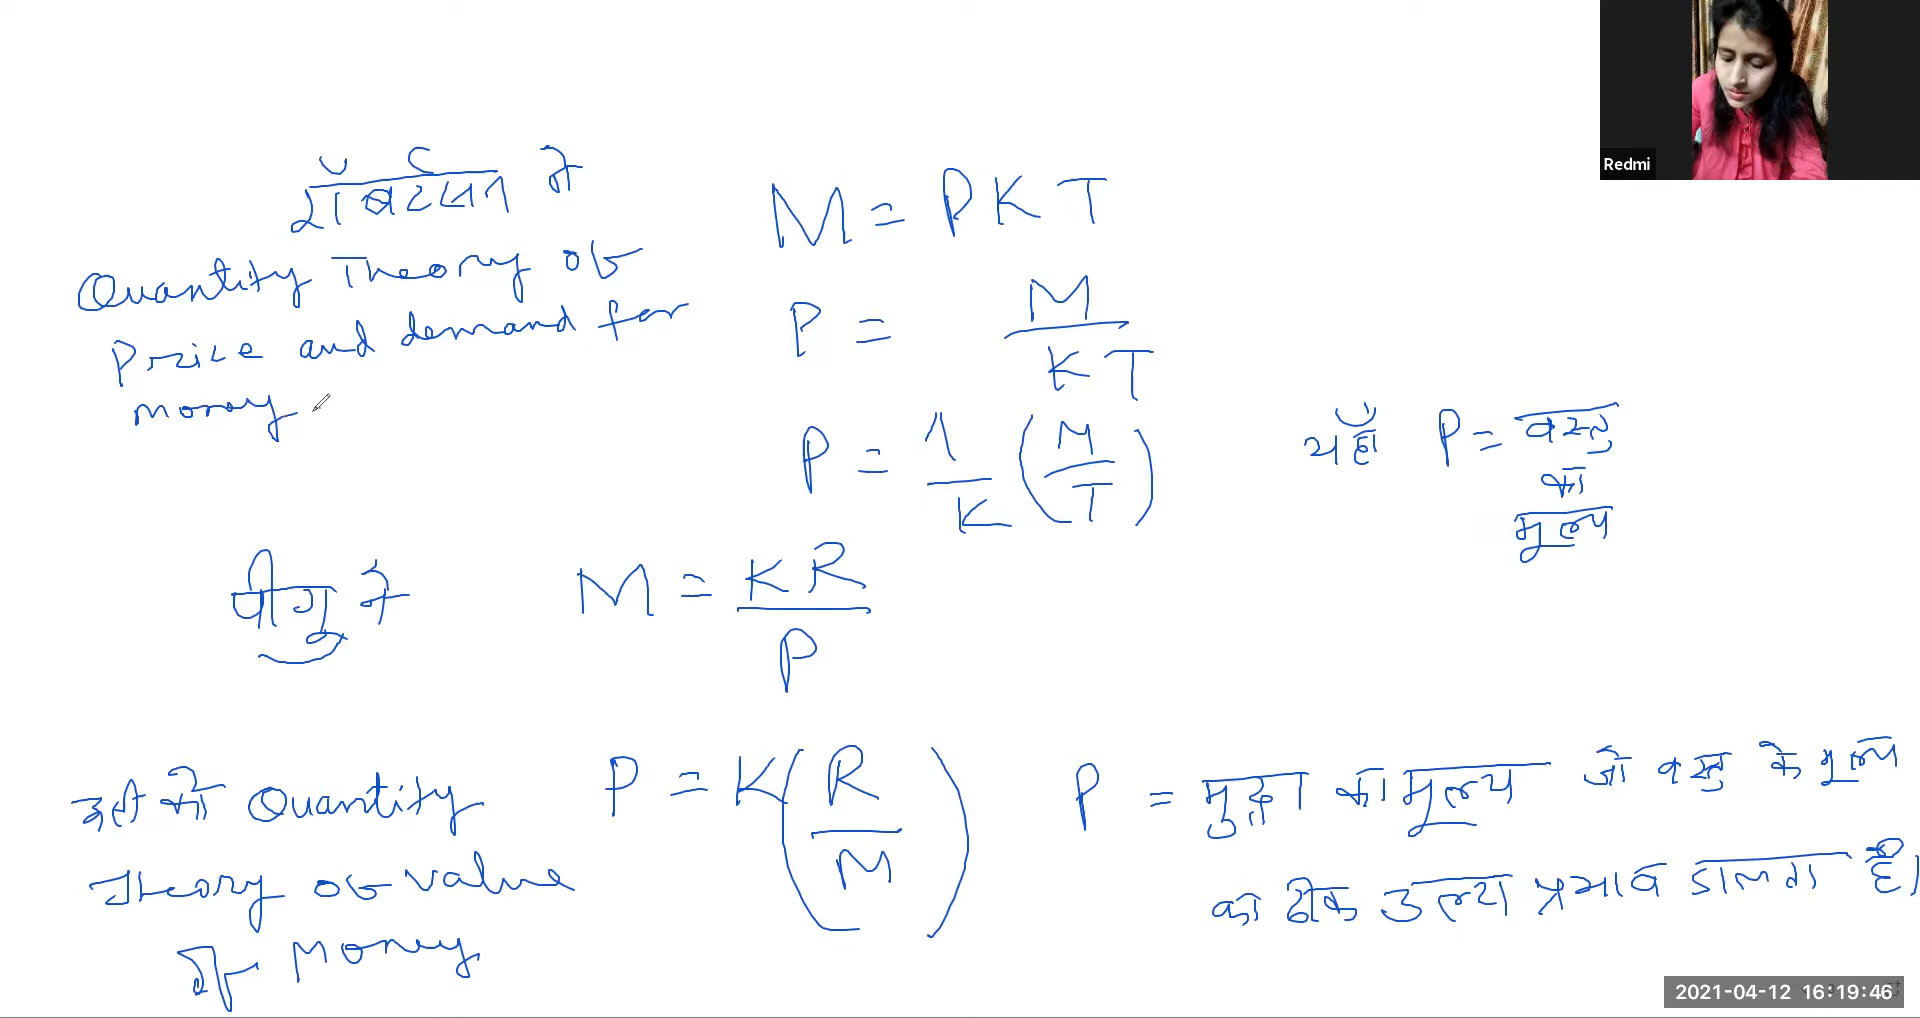 रॉबर्टसन ने
Quantity Theory of
Price and demand for
money
M = PKT
P = M / KT
P = 1/K (M/T)
यहाँ P = वस्तु
का
मूल्य
पीगू ने
M = KR / P
Quantity
Theory of value
of Money
P = K(R/M)
P = मुद्रा का मूल्य जो वस्तु के मूल्य
को ठीक उल्टा प्रभाव डालता है।
Redmi
2021-04-12 16:19:46